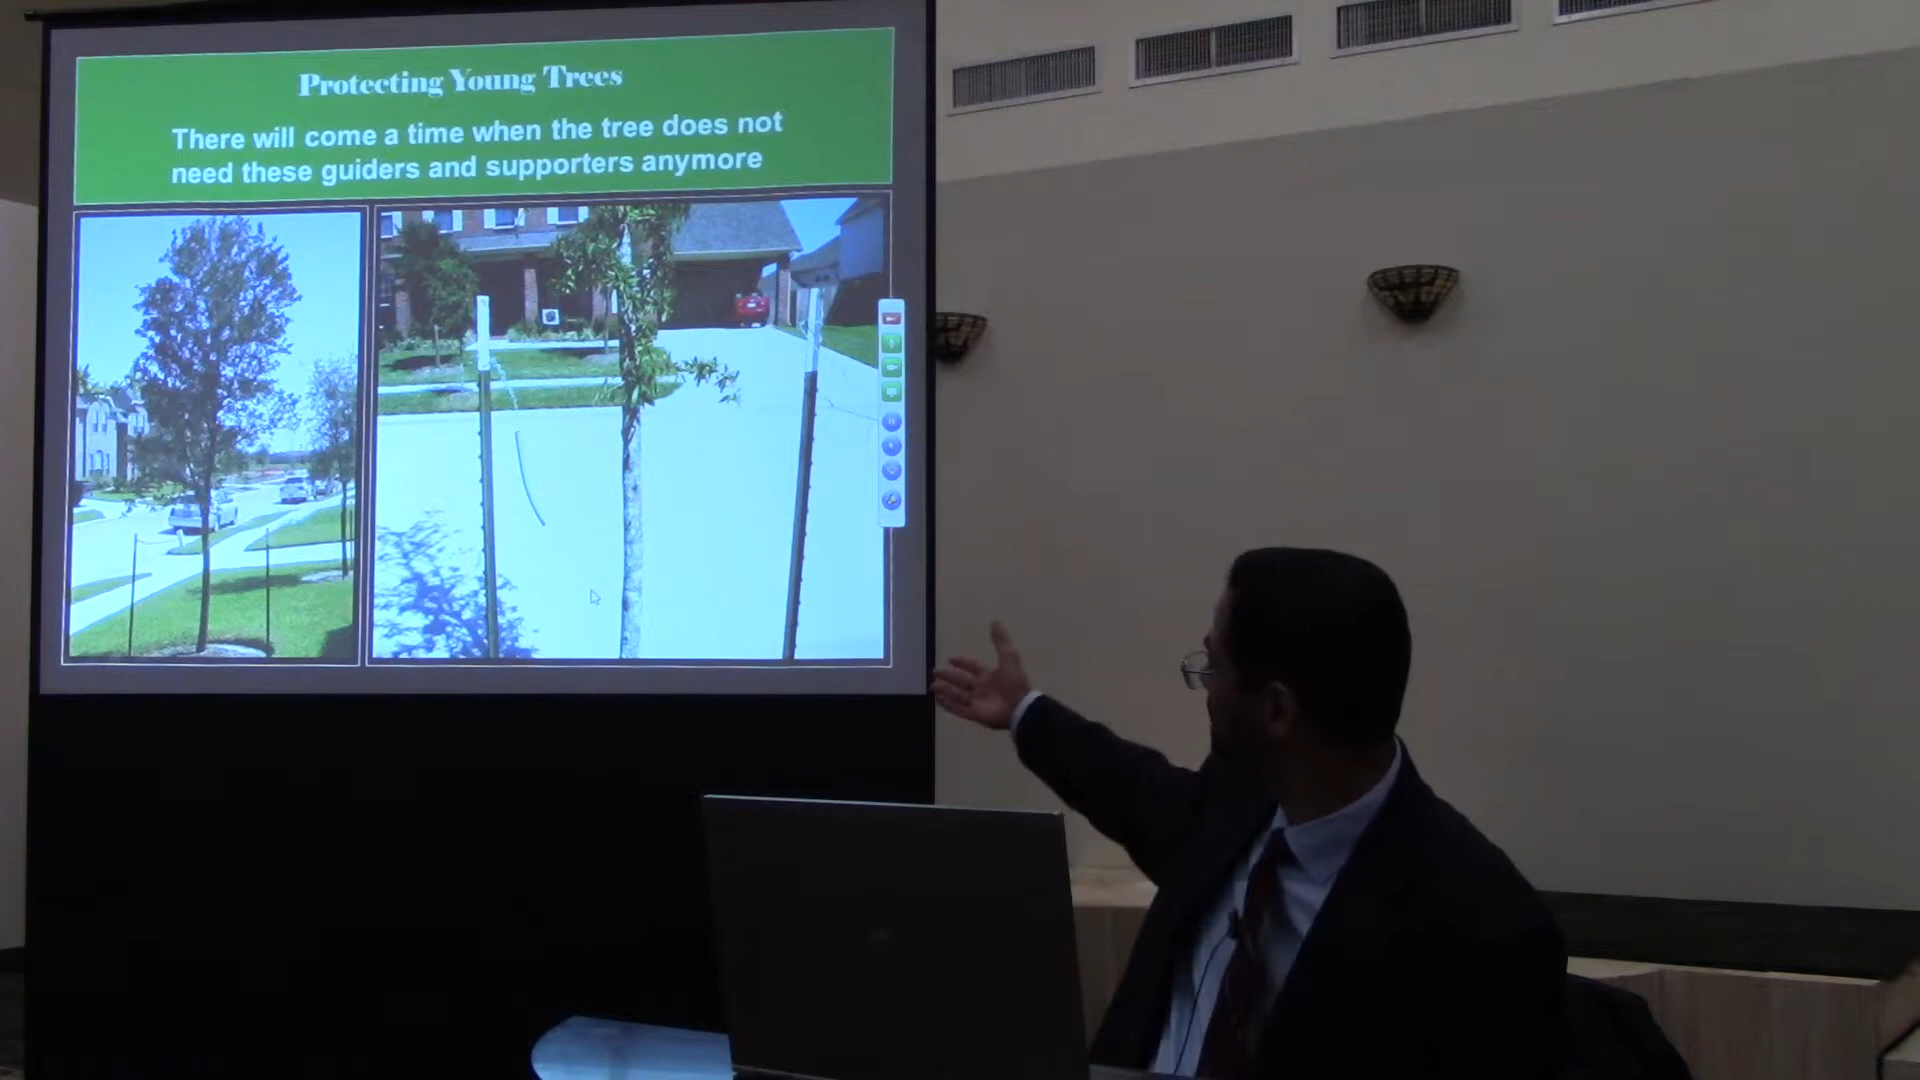 Protecting Young Trees
There will come a time when the tree does not
need these guiders and supporters anymore